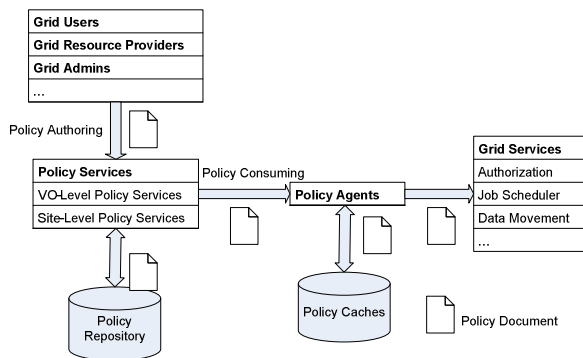 Grid Users
Grid Resource Providers
Grid Admins
...
Policy Authoring
Policy Services
VO-Level Policy Services
Site-Level Policy Services
Policy Consuming
Policy Agents
Grid Services
Authorization
Job Scheduler
Data Movement
...
Policy
Repository
Policy Caches
Policy Document